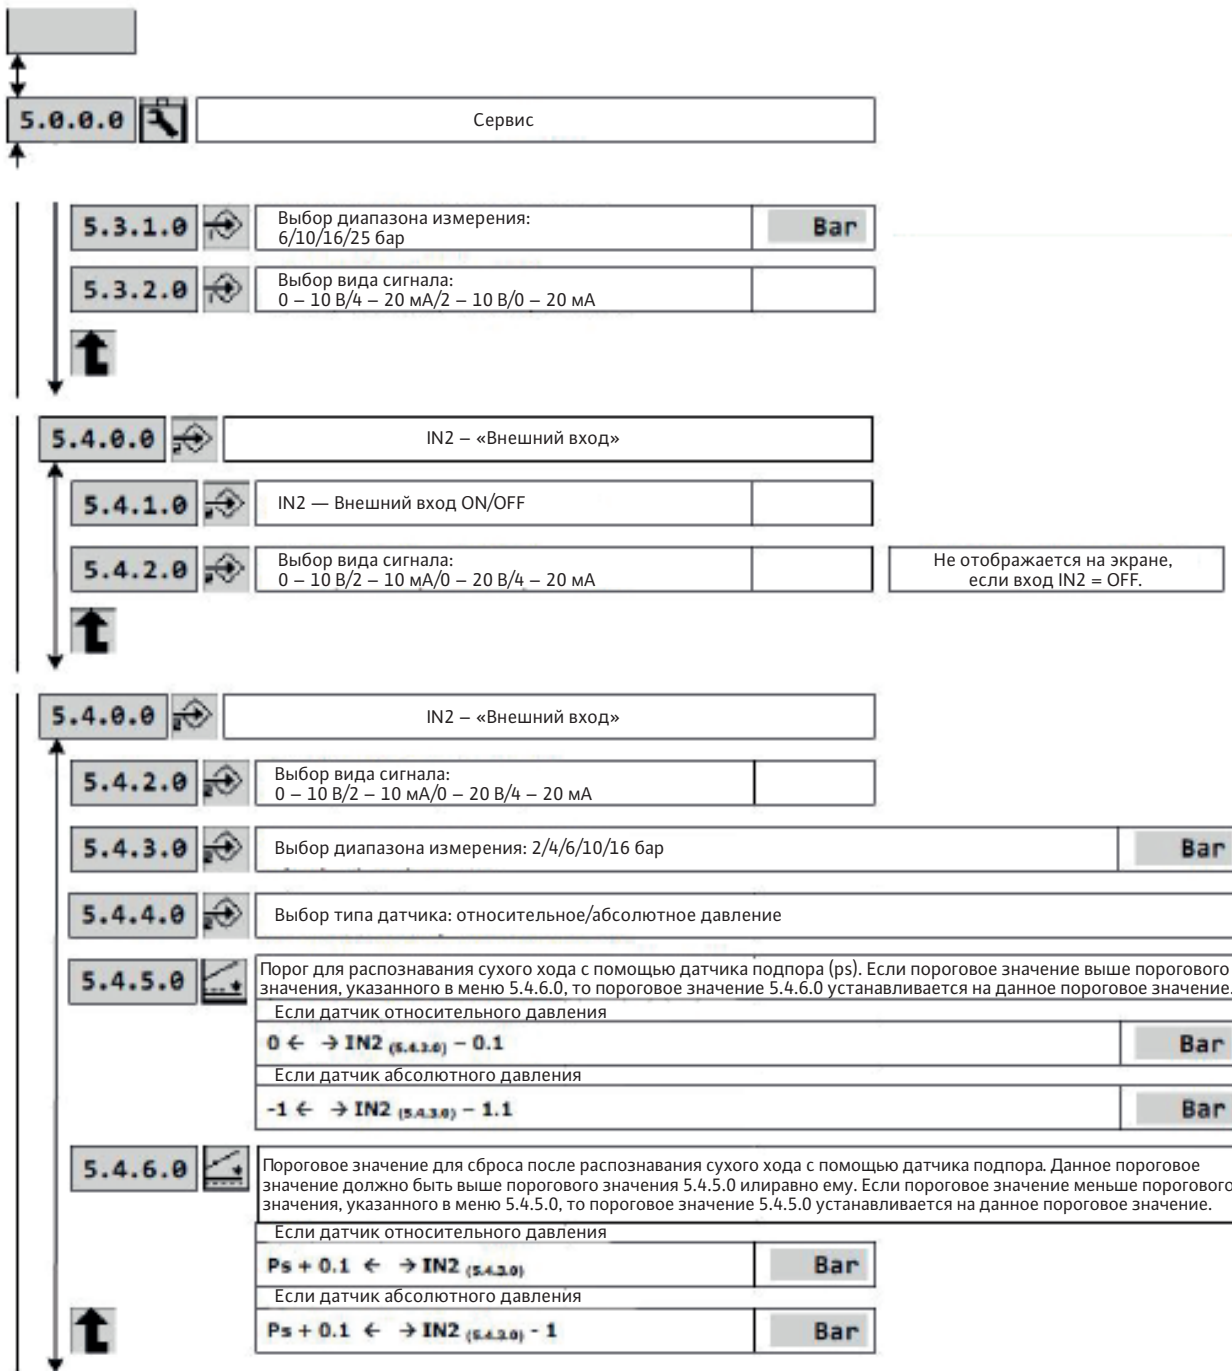 5.0.0.0
Сервис
5.3.1.0
Выбор диапазона измерения:
6/10/16/25 бар
Bar
5.3.2.0
Выбор вида сигнала:
0 – 10 В/4 – 20 мА/2 – 10 В/0 – 20 мА
5.4.0.0
IN2 – «Внешний вход»
5.4.1.0
IN2 — Внешний вход ON/OFF
5.4.2.0
Выбор вида сигнала:
0 – 10 В/2 – 10 мА/0 – 20 В/4 – 20 мА
Не отображается на экране,
если вход IN2 = OFF.
5.4.0.0
IN2 – «Внешний вход»
5.4.2.0
Выбор вида сигнала:
0 – 10 В/2 – 10 мА/0 – 20 В/4 – 20 мА
5.4.3.0
Выбор диапазона измерения: 2/4/6/10/16 бар
Bar
5.4.4.0
Выбор типа датчика: относительное/абсолютное давление
5.4.5.0
Порог для распознавания сухого хода с помощью датчика подпора (ps). Если пороговое значение выше порогового
значения, указанного в меню 5.4.6.0, то пороговое значение 5.4.6.0 устанавливается на данное пороговое значение.
Если датчик относительного давления
0 ← → IN2 (5.4.3.0) – 0.1
Bar
Если датчик абсолютного давления
-1 ← → IN2 (5.4.3.0) – 1.1
Bar
5.4.6.0
Пороговое значение для сброса после распознавания сухого хода с помощью датчика подпора. Данное пороговое
значение должно быть выше порогового значения 5.4.5.0 илиравно ему. Если пороговое значение меньше порогового
значения, указанного в меню 5.4.5.0, то пороговое значение 5.4.5.0 устанавливается на данное пороговое значение.
Если датчик относительного давления
Ps + 0.1 ← → IN2 (5.4.3.0)
Bar
Если датчик абсолютного давления
Ps + 0.1 ← → IN2 (5.4.3.0) - 1
Bar